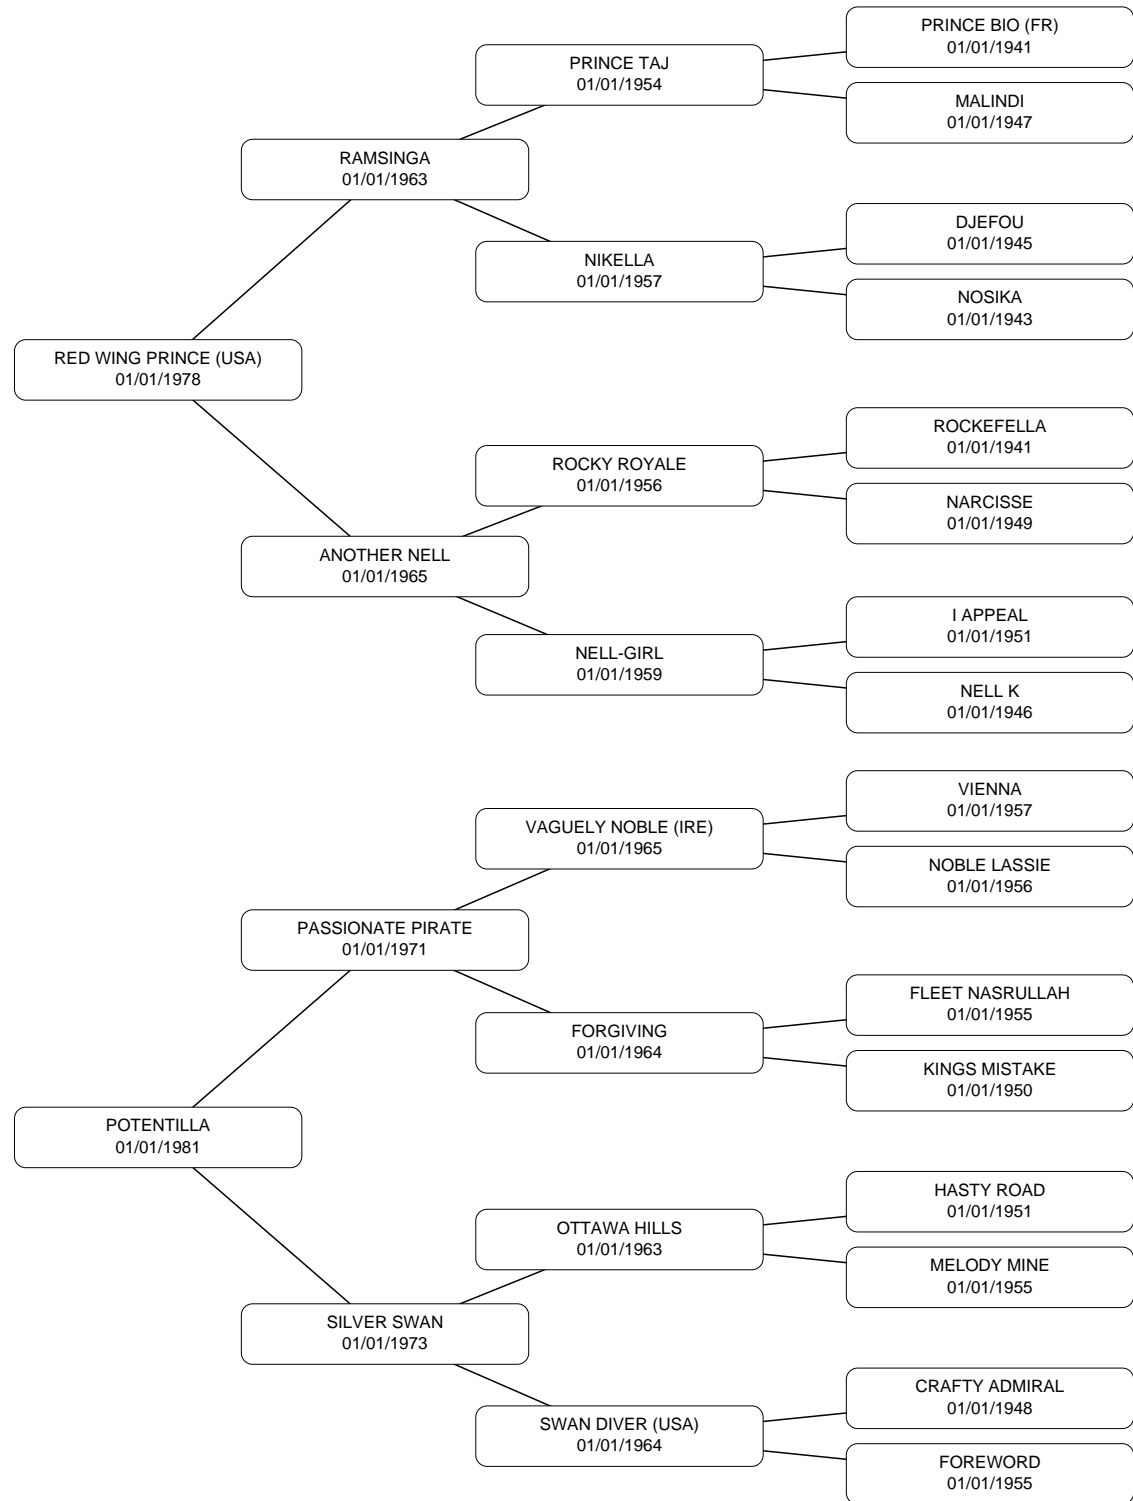 PRINCE BIO (FR)
01/01/1941
PRINCE TAJ
01/01/1954
MALINDI
01/01/1947
RAMSINGA
01/01/1963
DJEFOU
01/01/1945
NIKELLA
01/01/1957
NOSIKA
01/01/1943
RED WING PRINCE (USA)
01/01/1978
ROCKEFELLA
01/01/1941
ROCKY ROYALE
01/01/1956
NARCISSE
01/01/1949
ANOTHER NELL
01/01/1965
I APPEAL
01/01/1951
NELL-GIRL
01/01/1959
NELL K
01/01/1946
VIENNA
01/01/1957
VAGUELY NOBLE (IRE)
01/01/1965
NOBLE LASSIE
01/01/1956
PASSIONATE PIRATE
01/01/1971
FLEET NASRULLAH
01/01/1955
FORGIVING
01/01/1964
KINGS MISTAKE
01/01/1950
POTENTILLA
01/01/1981
HASTY ROAD
01/01/1951
OTTAWA HILLS
01/01/1963
MELODY MINE
01/01/1955
SILVER SWAN
01/01/1973
CRAFTY ADMIRAL
01/01/1948
SWAN DIVER (USA)
01/01/1964
FOREWORD
01/01/1955